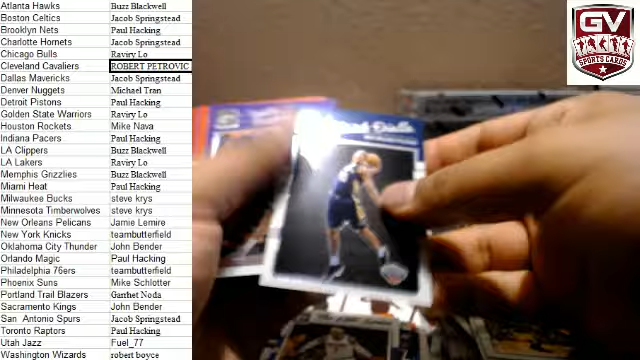 Atlanta Hawks Buzz Blackwell
Boston Celtics Jacob Springstead
Brooklyn Nets Paul Hacking
Charlotte Hornets Jacob Springstead
Chicago Bulls Raviry Lo
Cleveland Cavaliers ROBERT PETROVIC
Dallas Mavericks Jacob Springstead
Denver Nuggets Michael Tran
Detroit Pistons Paul Hacking
Golden State Warriors Raviry Lo
Houston Rockets Mike Nava
Indiana Pacers Paul Hacking
LA Clippers Buzz Blackwell
LA Lakers Raviry Lo
Memphis Grizzlies Buzz Blackwell
Miami Heat Paul Hacking
Milwaukee Bucks steve krys
Minnesota Timberwolves steve krys
New Orleans Pelicans Jamie Lemire
New York Knicks teambutterfield
Oklahoma City Thunder John Bender
Orlando Magic Paul Hacking
Philadelphia 76ers teambutterfield
Phoenix Suns Mike Schlotter
Portland Trail Blazers Garrhet Noda
Sacramento Kings John Bender
San Antonio Spurs Jacob Springstead
Toronto Raptors Paul Hacking
Utah Jazz Fuel_77
Washington Wizards robert boyce
GV
SPORTS CARDS